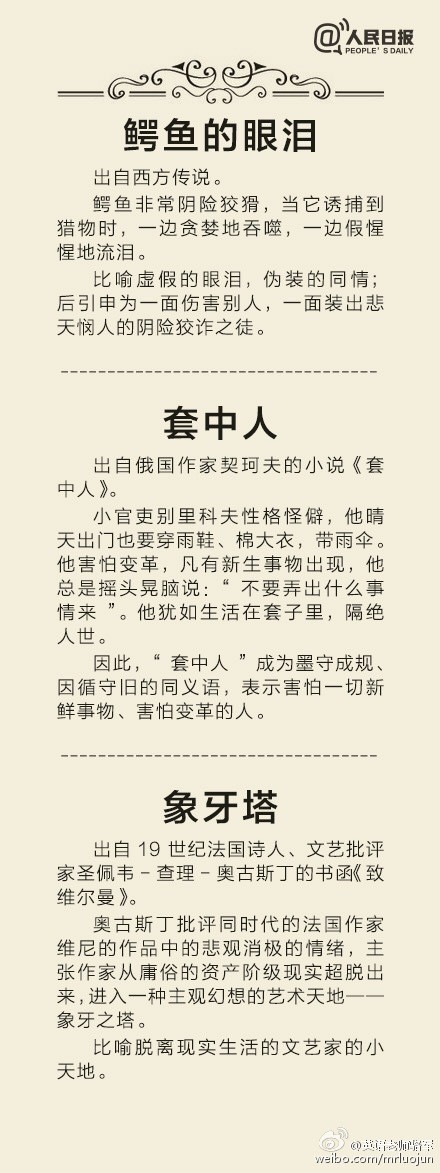 @人民日报
PEOPLE'S DAILY
鳄鱼的眼泪
出自西方传说。
鳄鱼非常阴险狡猾，当它诱捕到
猎物时，一边贪婪地吞噬，一边假惺
惺地流泪。
比喻虚假的眼泪，伪装的同情；
后引申为一面伤害别人，一面装出悲
天悯人的阴险狡诈之徒。
套中人
出自俄国作家契珂夫的小说《套
中人》。
小官吏别里科夫性格怪僻，他晴
天出门也要穿雨鞋、棉大衣，带雨伞。
他害怕变革，凡有新生事物出现，他
总是摇头晃脑说：“ 不要弄出什么事
情来 ”。他犹如生活在套子里，隔绝
人世。
因此，“ 套中人 ”成为墨守成规、
因循守旧的同义语，表示害怕一切新
鲜事物、害怕变革的人。
象牙塔
出自 19 世纪法国诗人、文艺批评
家圣佩韦－查理－奥古斯丁的书函《致
维尔曼》。
奥古斯丁批评同时代的法国作家
维尼的作品中的悲观消极的情绪，主
张作家从庸俗的资产阶级现实超脱出
来，进入一种主观幻想的艺术天地——
象牙之塔。
比喻脱离现实生活的文艺家的小
天地。
weibo.com/mrluojun